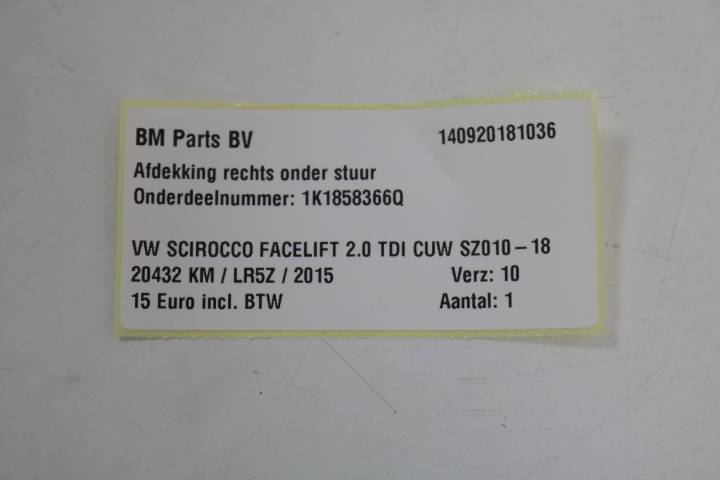 BM Parts BV 140920181036
Afdekking rechts onder stuur
Onderdeelnummer: 1K1858366Q
VW SCIROCCO FACELIFT 2.0 TDI CUW SZ010-18
20432 KM / LR5Z / 2015 Verz: 10
15 Euro incl. BTW Aantal: 1